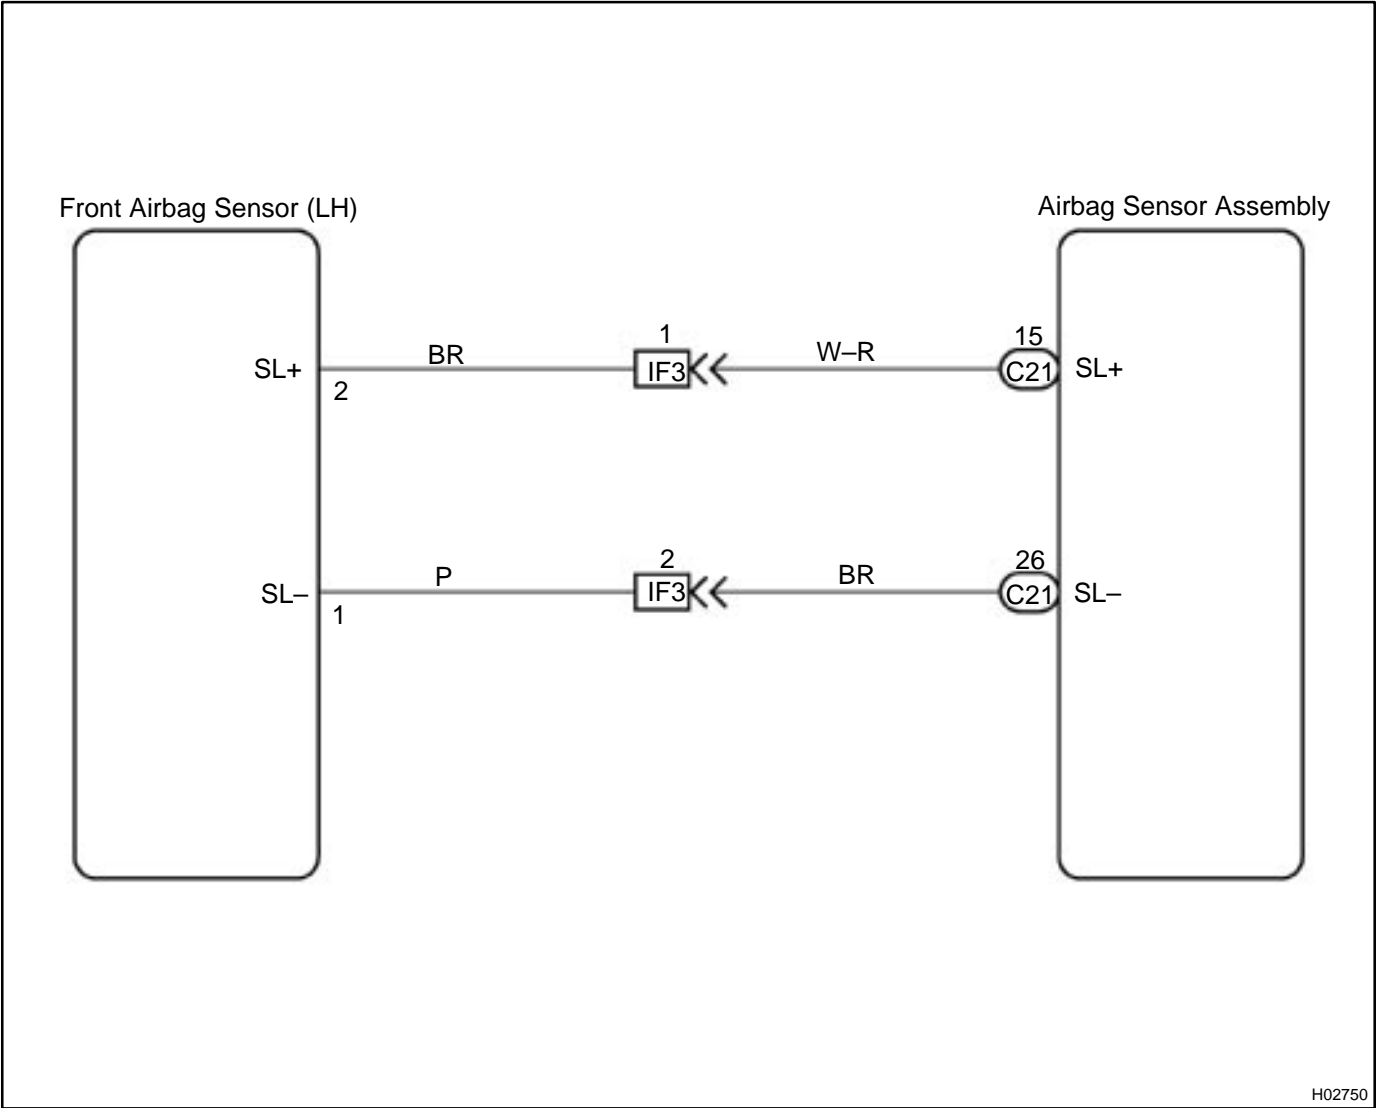 Front Airbag Sensor (LH)
Airbag Sensor Assembly
SL+
2
BR
1
IF3
W–R
15
C21
SL+
SL–
1
P
2
IF3
BR
26
C21
SL–
H02750